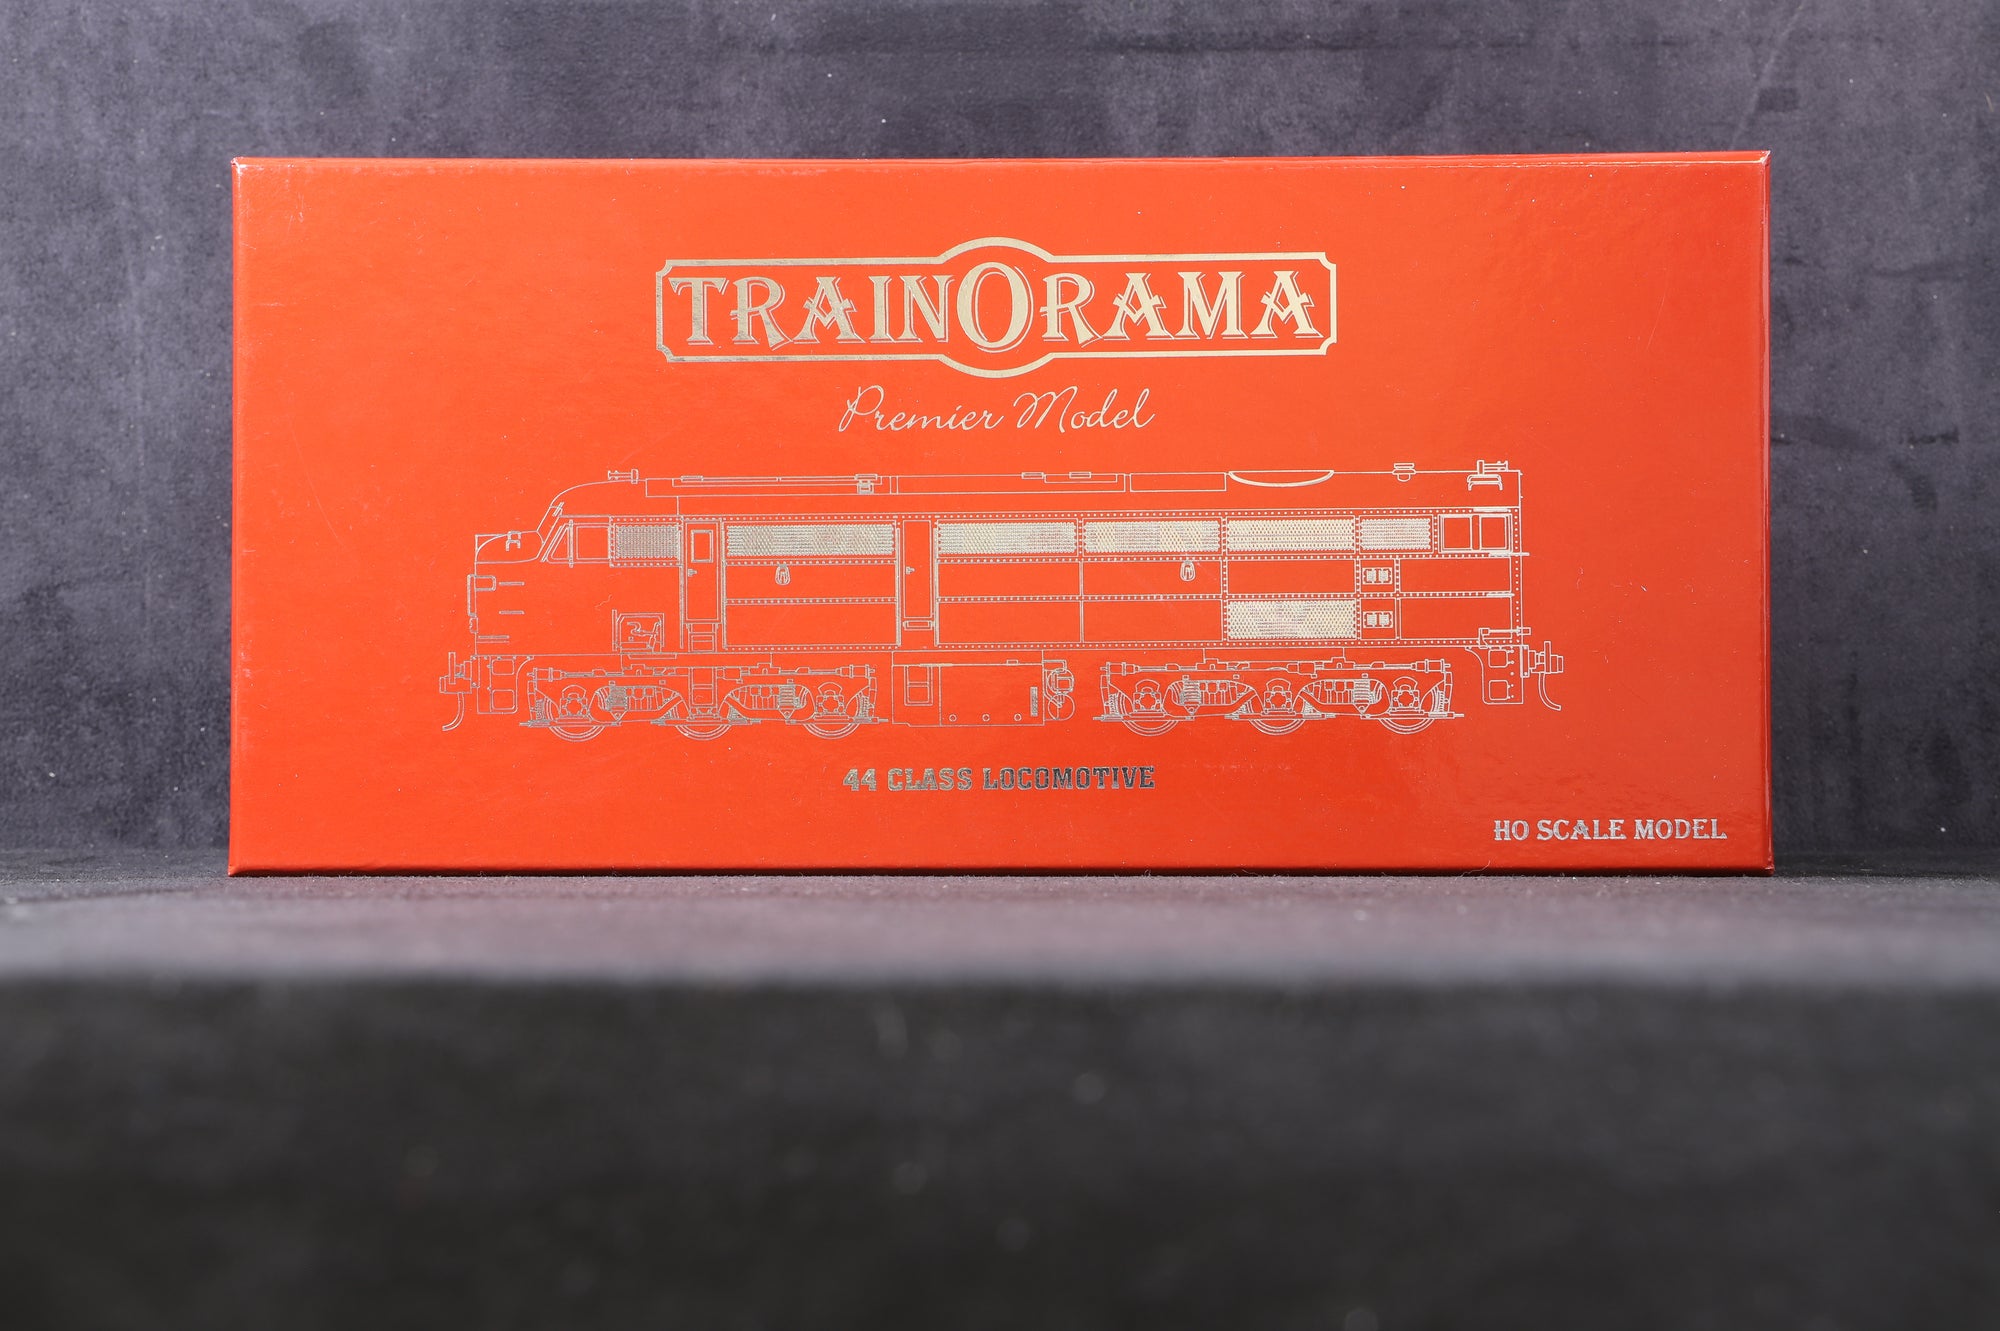 TRAINORAMA
Premier Model
44 CLASS LOCOMOTIVE
HO SCALE MODEL